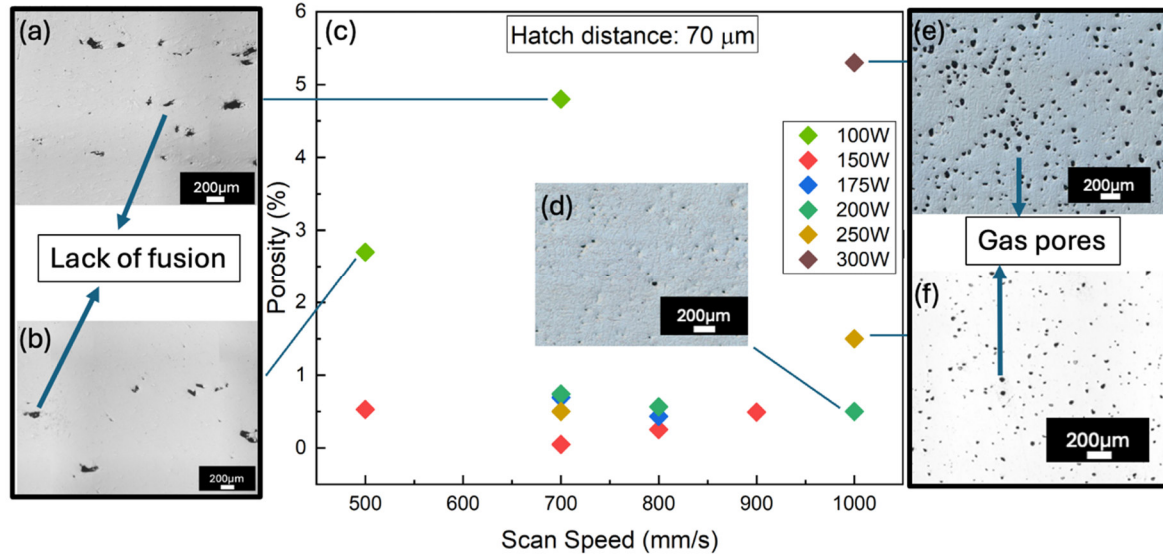 (a)
200μm
Lack of fusion
(b)
200μm
(c)
Hatch distance: 70 μm
Porosity (%)
6
5
4
3
2
1
0
100W
150W
175W
200W
250W
300W
(d)
200μm
500
600
700
800
900
1000
Scan Speed (mm/s)
(e)
200μm
Gas pores
(f)
200μm